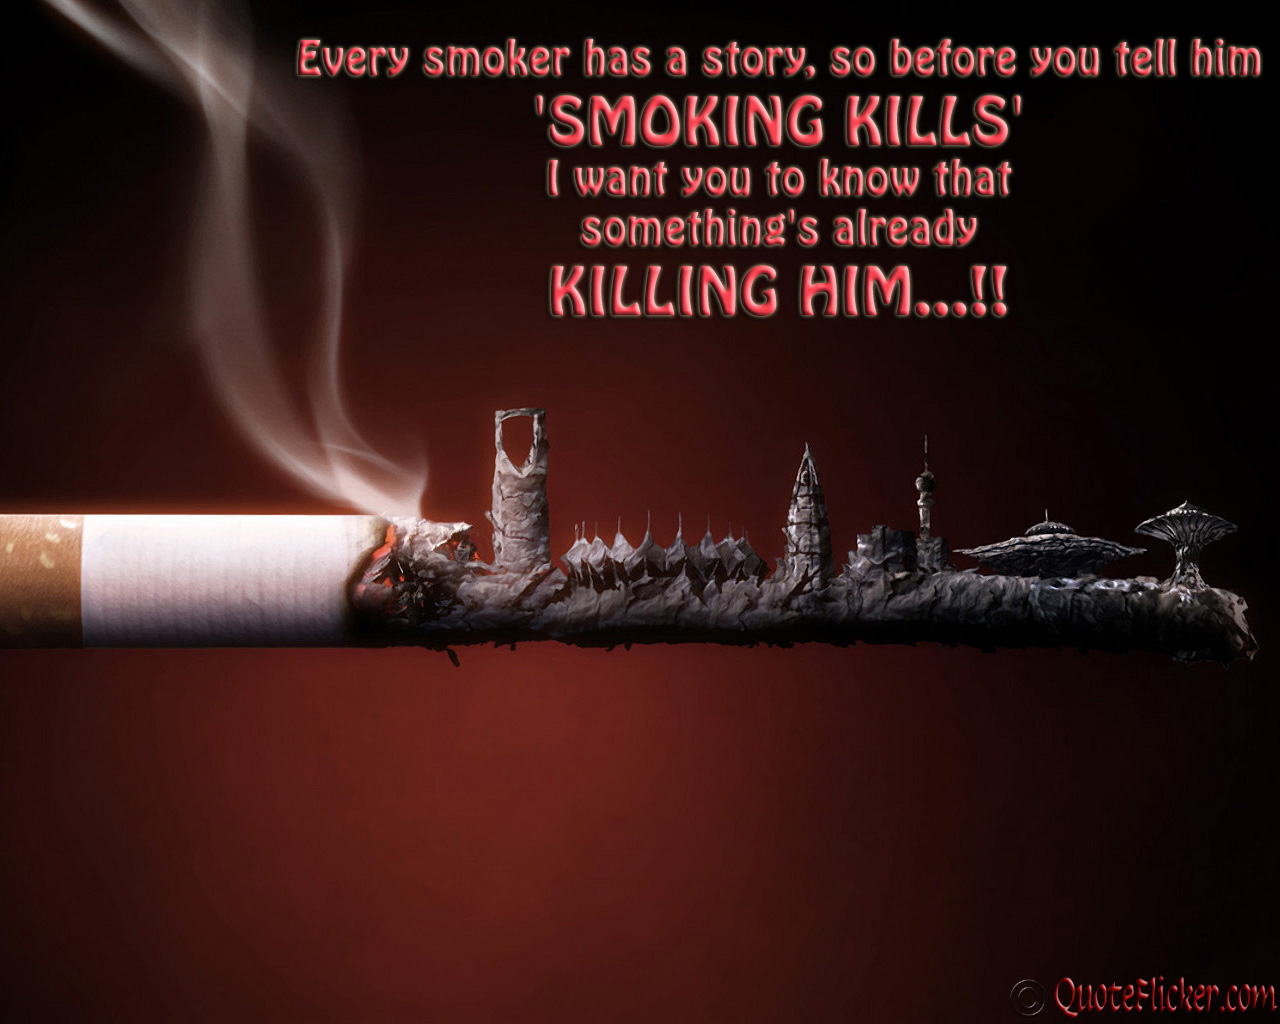 Every smoker has a story, so before you tell him
'SMOKING KILLS'
I want you to know that
something's already
KILLING HIM...!!
© QuoteFlicker.com